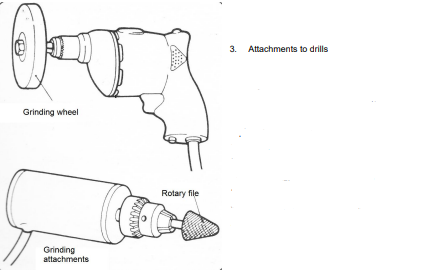 3. Attachments to drills
Grinding wheel
Rotary file
Grinding
attachments